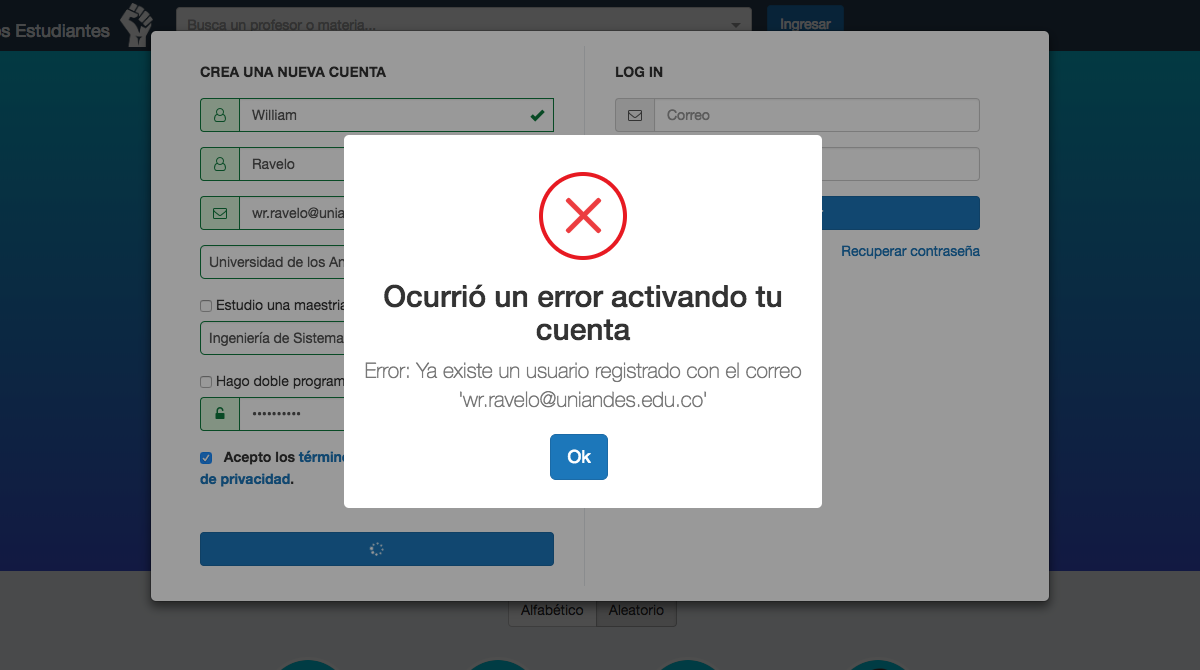 os Estudiantes
Busca un profesor o materia...
Ingresar
CREA UNA NUEVA CUENTA
William
Ravelo
wr.ravelo@unia
Universidad de los An
Estudio una maestria
Ingeniería de Sistema
Hago doble program
••••••••••
Acepto los término
de privacidad.
LOG IN
Correo
Recuperar contraseña
Ocurrió un error activando tu
cuenta
Error: Ya existe un usuario registrado con el correo
'wr.ravelo@uniandes.edu.co'
Ok
Alfabético
Aleatorio